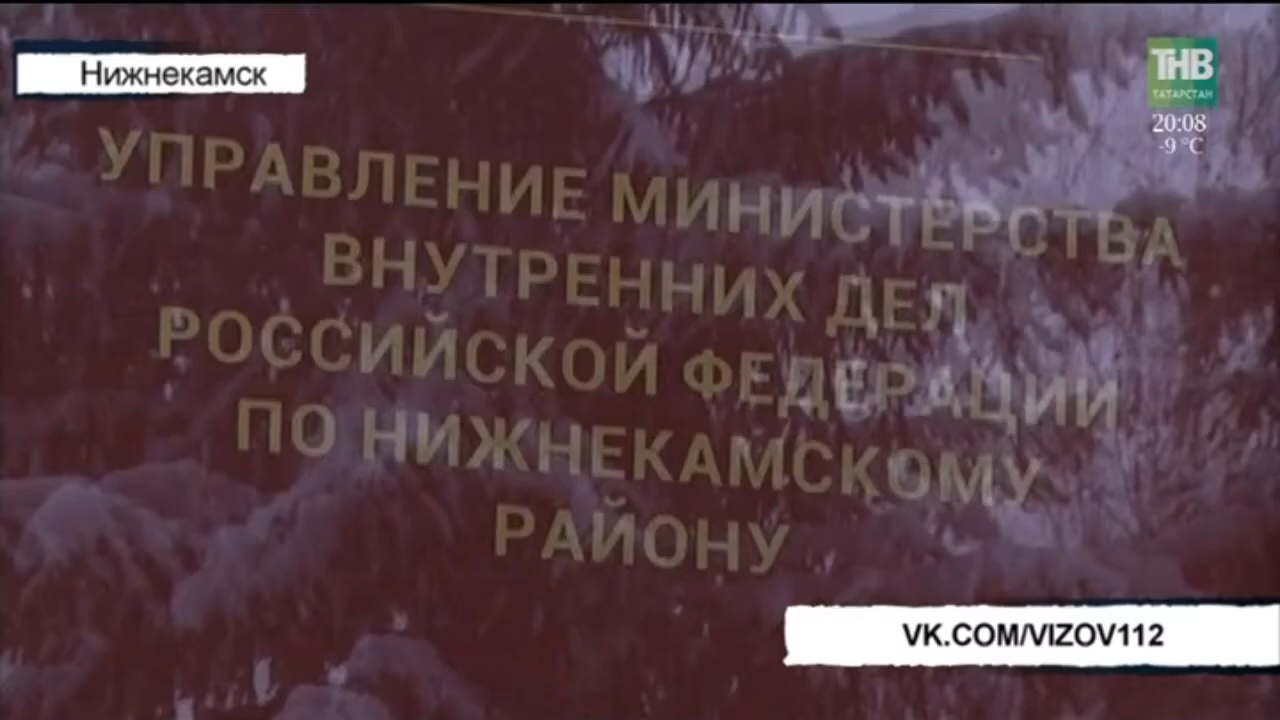 Нижнекамск
ТНВ
ТАТАРСТАН
20:08
-9 °C
УПРАВЛЕНИЕ МИНИСТЕРСТВА
ВНУТРЕННИХ ДЕЛ
РОССИЙСКОЙ ФЕДЕРАЦИИ
ПО НИЖНЕКАМСКОМУ
РАЙОНУ
VK.COM/VIZOV112